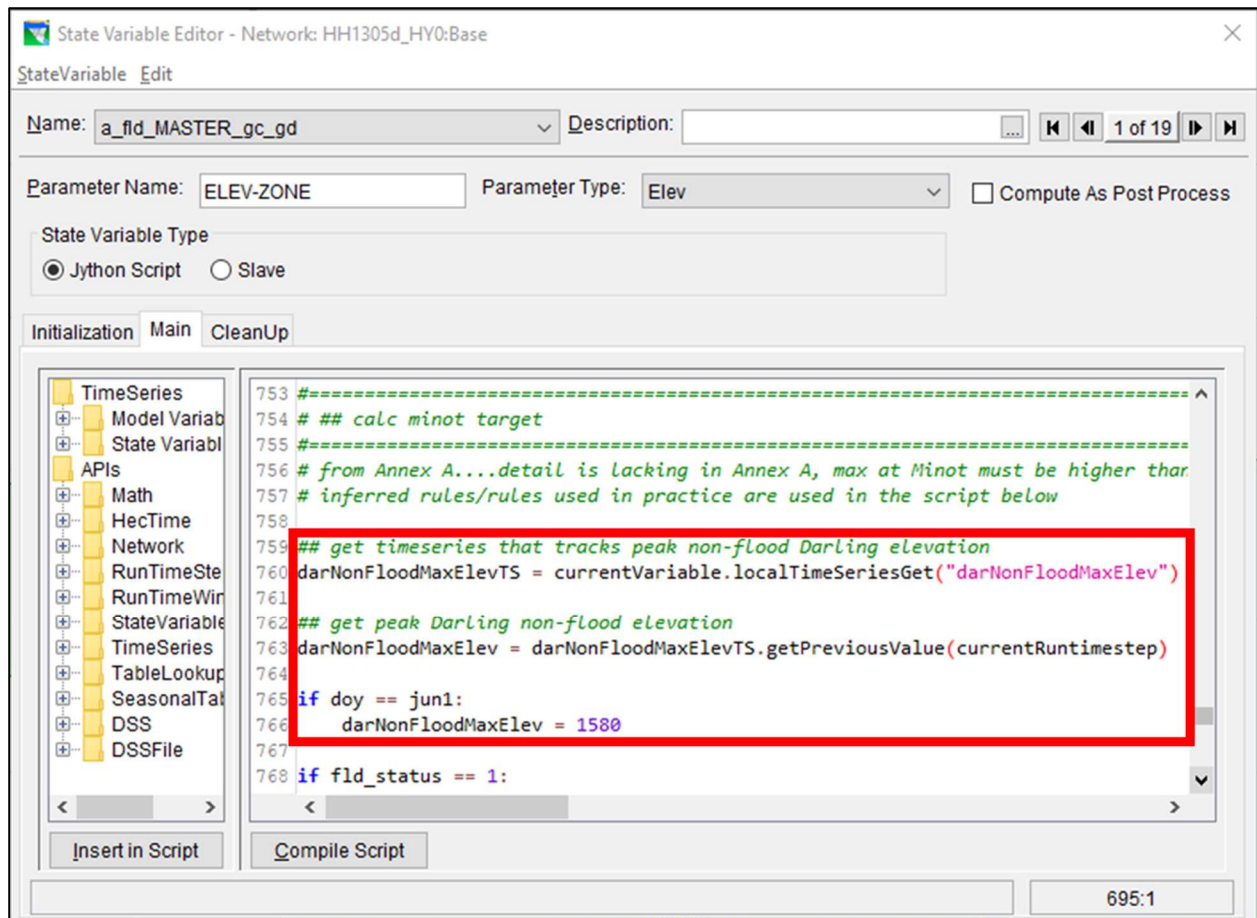 State Variable Editor - Network: HH1305d_HY0:Base
StateVariable Edit
Name: a_fld_MASTER_gc_gd Description: ... 1 of 19
Parameter Name: ELEV-ZONE Parameter Type: Elev Compute As Post Process
State Variable Type
Jython Script Slave
Initialization Main CleanUp
TimeSeries
Model Variab
State Variabl
APIs
Math
HecTime
Network
RunTimeSte
RunTimeWin
StateVariable
TimeSeries
TableLookup
SeasonalTab
DSS
DSSFile
753 #==============================================================================
754 # ## calc minot target
755 #==============================================================================
756 # from Annex A....detail is lacking in Annex A, max at Minot must be higher than
757 # inferred rules/rules used in practice are used in the script below
758
759 ## get timeseries that tracks peak non-flood Darling elevation
760 darNonFloodMaxElevTS = currentVariable.localTimeSeriesGet("darNonFloodMaxElev")
761
762 ## get peak Darling non-flood elevation
763 darNonFloodMaxElev = darNonFloodMaxElevTS.getPreviousValue(currentRuntimestep)
764
765 if doy == jun1:
766 darNonFloodMaxElev = 1580
767
768 if fld_status == 1:
Insert in Script Compile Script
695:1